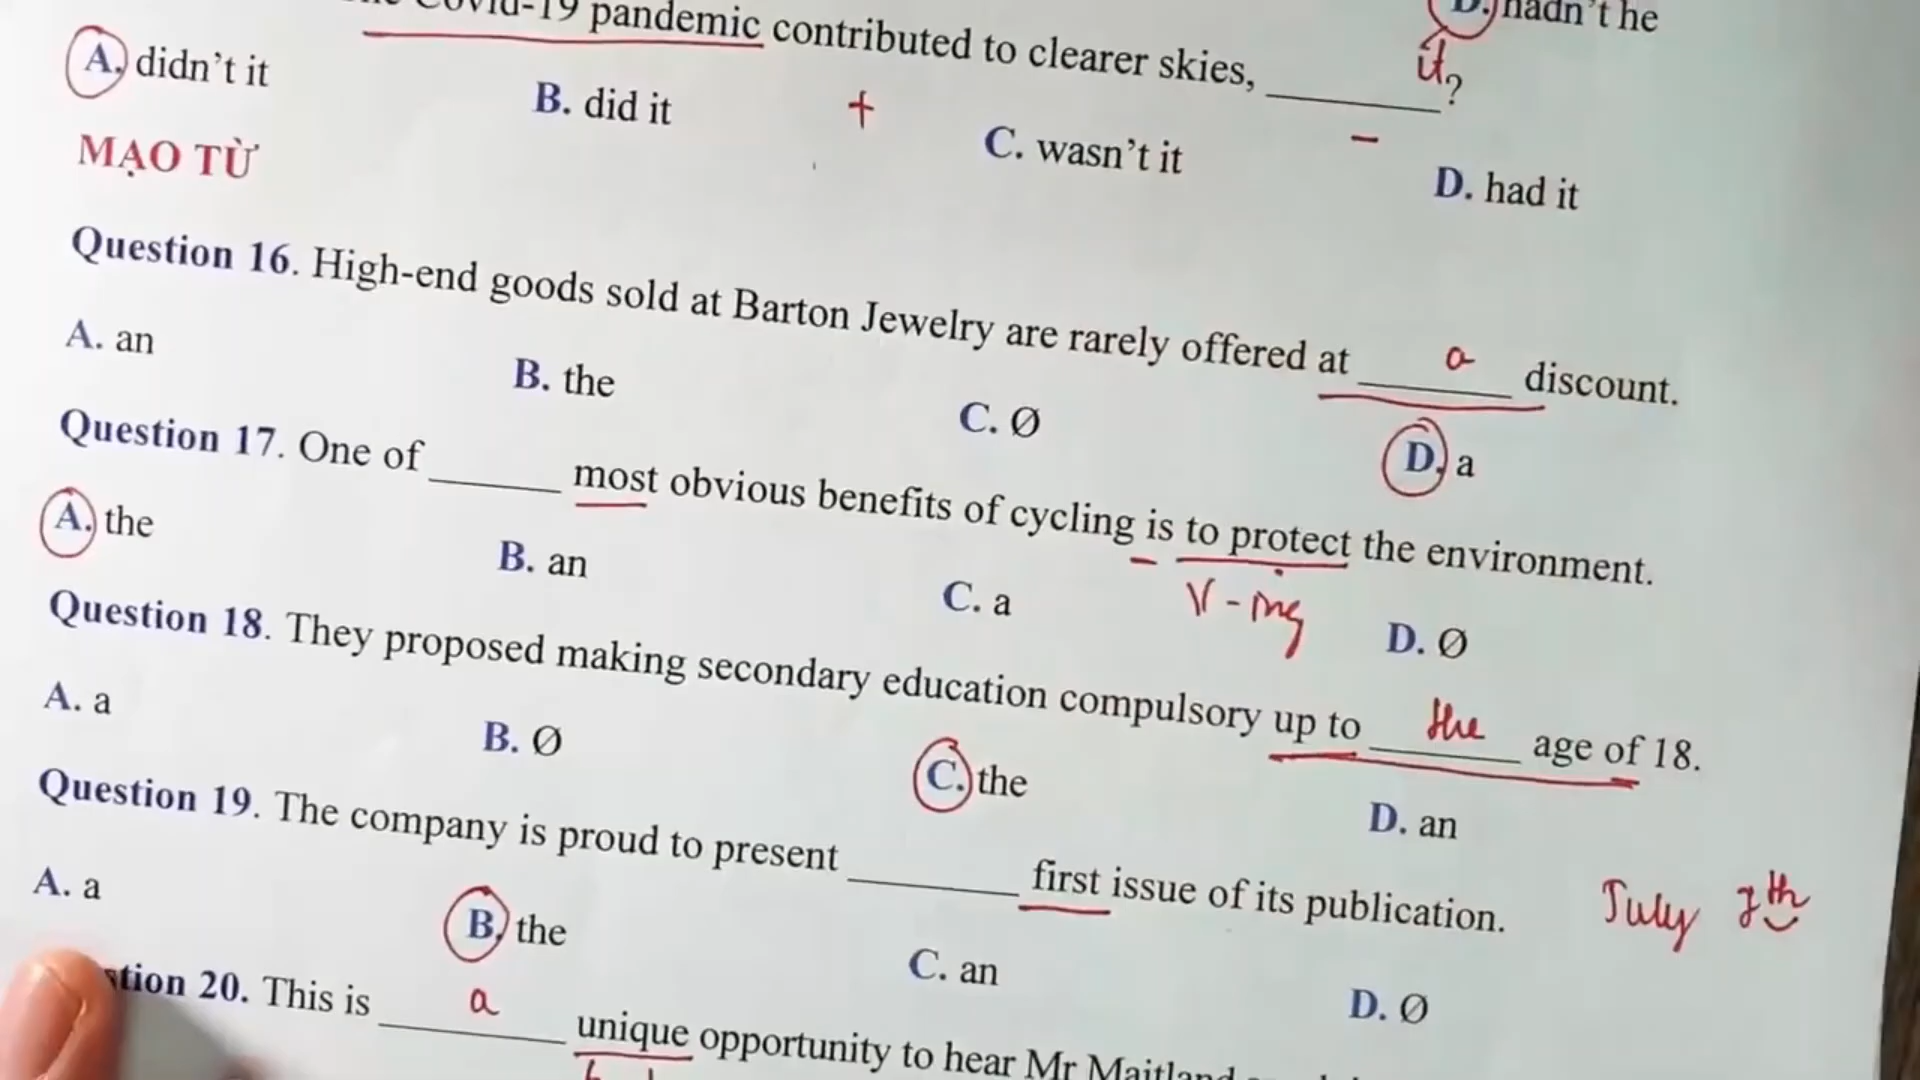 D. hadn't he
Covid-19 pandemic contributed to clearer skies, ______?
it
A. didn't it B. did it C. wasn't it D. had it
+ −
MẠO TỪ
Question 16. High-end goods sold at Barton Jewelry are rarely offered at ______ discount.
a
A. an B. the C. Ø D. a
Question 17. One of ______ most obvious benefits of cycling is to protect the environment.
V-ing
A. the B. an C. a D. Ø
Question 18. They proposed making secondary education compulsory up to ______ age of 18.
the
A. a B. Ø C. the D. an
Question 19. The company is proud to present ______ first issue of its publication.
July 7th
A. a B. the C. an D. Ø
tion 20. This is ______ unique opportunity to hear Mr Maitland
a